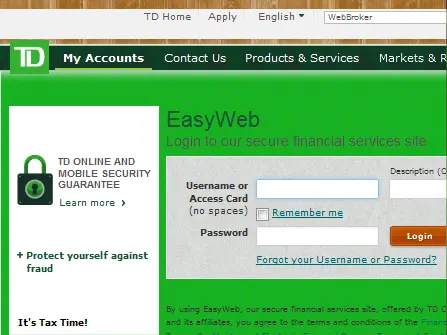 TD Home Apply English WebBroker
TD My Accounts Contact Us Products & Services Markets & R
EasyWeb
Login to our secure financial services site
TD ONLINE AND
MOBILE SECURITY
GUARANTEE
Learn more ›
Description (O
Username or
Access Card
(no spaces)
Remember me
Password
Login
Forgot your Username or Password?
+ Protect yourself against
fraud
By using EasyWeb, our secure financial services site, offered by TD C
and its affiliates, you agree to the terms and conditions of the Financ
It's Tax Time!